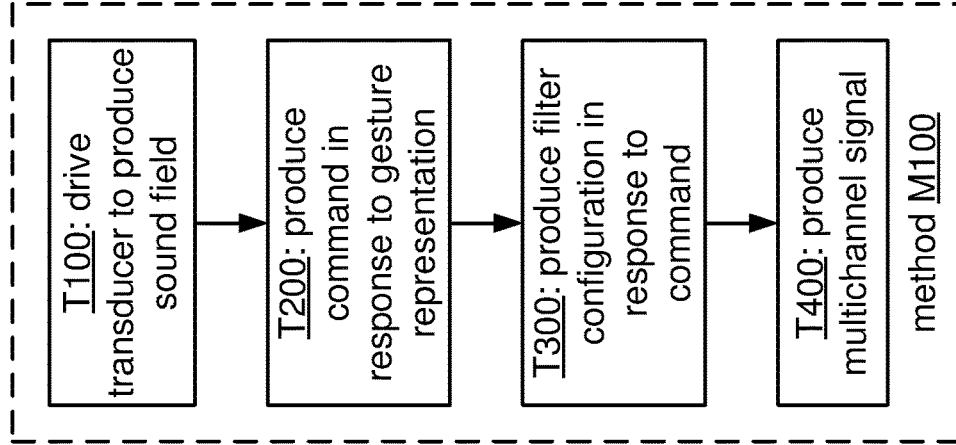 T100: drive
transducer to produce
sound field
T200: produce
command in
response to gesture
representation
T300: produce filter
configuration in
response to
command
T400: produce
multichannel signal
method M100